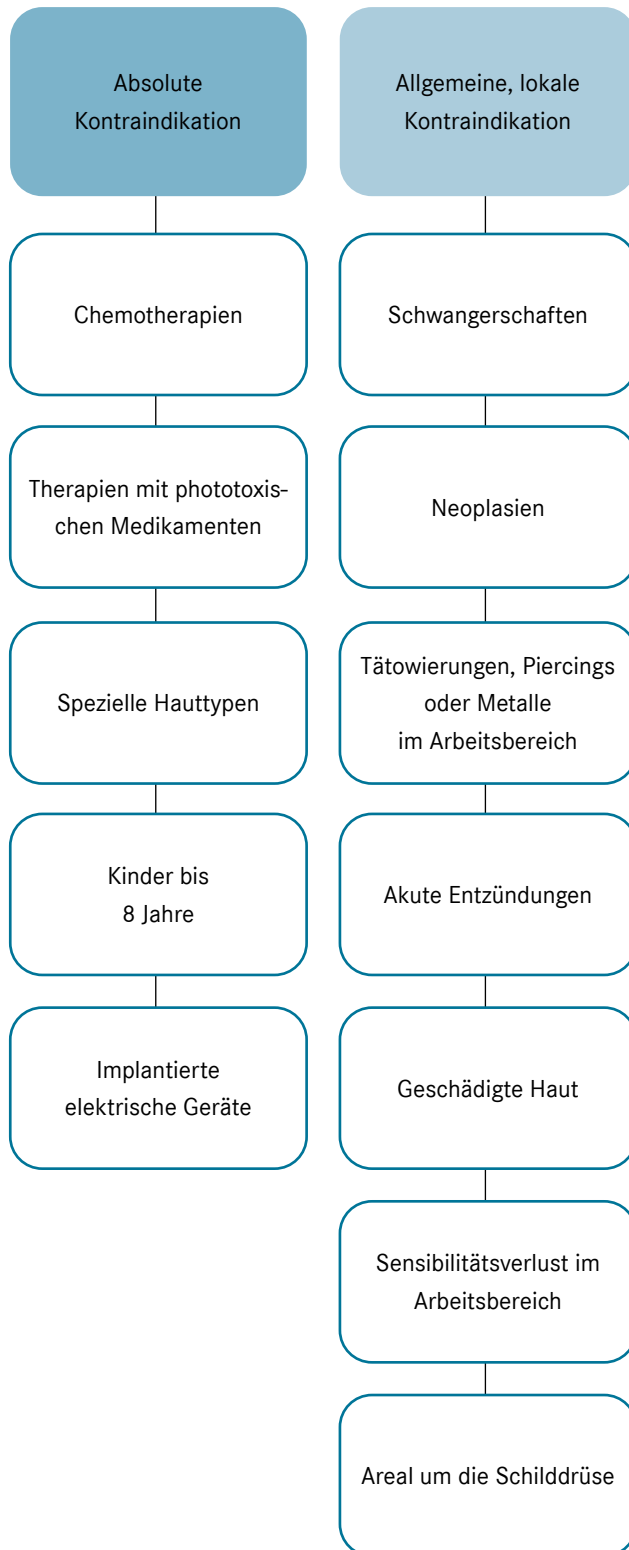 Absolute
Kontraindikation
Chemotherapien
Therapien mit phototoxis-
chen Medikamenten
Spezielle Hauttypen
Kinder bis
8 Jahre
Implantierte
elektrische Geräte
Allgemeine, lokale
Kontraindikation
Schwangerschaften
Neoplasien
Tätowierungen, Piercings
oder Metalle
im Arbeitsbereich
Akute Entzündungen
Geschädigte Haut
Sensibilitätsverlust im
Arbeitsbereich
Areal um die Schilddrüse